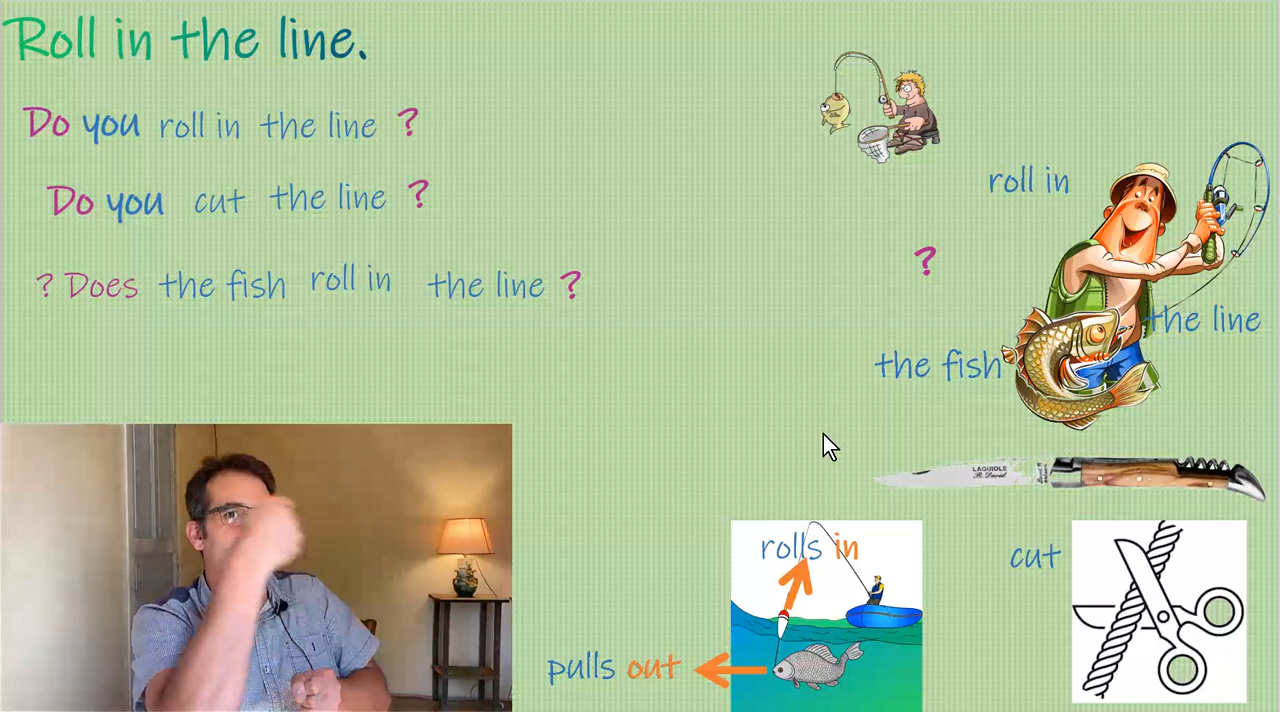 Roll in the line.
Do you roll in the line ?
Do you cut the line ?
? Does the fish roll in the line ?
roll in
?
the line
the fish
LAGUIOLE
rolls in
cut
pulls out